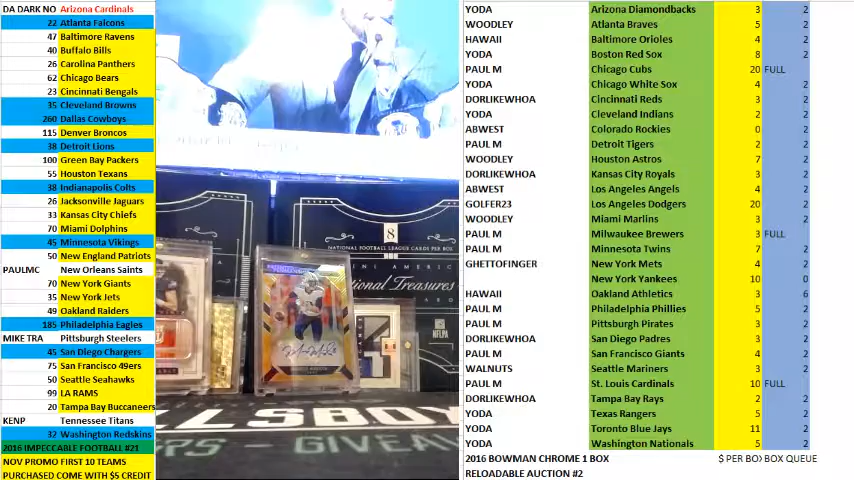 DA DARK NO Arizona Cardinals
22 Atlanta Falcons
47 Baltimore Ravens
40 Buffalo Bills
26 Carolina Panthers
62 Chicago Bears
23 Cincinnati Bengals
35 Cleveland Browns
260 Dallas Cowboys
115 Denver Broncos
38 Detroit Lions
100 Green Bay Packers
55 Houston Texans
38 Indianapolis Colts
26 Jacksonville Jaguars
33 Kansas City Chiefs
70 Miami Dolphins
45 Minnesota Vikings
50 New England Patriots
PAULMC New Orleans Saints
70 New York Giants
35 New York Jets
49 Oakland Raiders
185 Philadelphia Eagles
MIKE TRA Pittsburgh Steelers
45 San Diego Chargers
75 San Francisco 49ers
50 Seattle Seahawks
99 LA RAMS
20 Tampa Bay Buccaneers
KENP Tennessee Titans
32 Washington Redskins
2016 IMPECCABLE FOOTBALL #21
NOV PROMO FIRST 10 TEAMS
PURCHASED COME WITH $5 CREDIT
8
NATIONAL FOOTBALL LEAGUE CARDS PER BOX
tional Treasures
NFLPA
LLSBOY
PS - GIVEAW
YODA Arizona Diamondbacks 3 2
WOODLEY Atlanta Braves 5 2
HAWAII Baltimore Orioles 4 2
YODA Boston Red Sox 8 2
PAUL M Chicago Cubs 20 FULL
YODA Chicago White Sox 4 2
DORLIKEWHOA Cincinnati Reds 3 2
YODA Cleveland Indians 2 2
ABWEST Colorado Rockies 0 2
PAUL M Detroit Tigers 2 2
WOODLEY Houston Astros 7 2
DORLIKEWHOA Kansas City Royals 3 2
ABWEST Los Angeles Angels 4 2
GOLFER23 Los Angeles Dodgers 20 2
WOODLEY Miami Marlins 3 2
PAUL M Milwaukee Brewers 3 FULL
PAUL M Minnesota Twins 7 2
GHETTOFINGER New York Mets 4 2
New York Yankees 10 0
HAWAII Oakland Athletics 3 6
PAUL M Philadelphia Phillies 5 2
PAUL M Pittsburgh Pirates 3 2
DORLIKEWHOA San Diego Padres 3 2
PAUL M San Francisco Giants 4 2
WALNUTS Seattle Mariners 3 2
PAUL M St. Louis Cardinals 10 FULL
DORLIKEWHOA Tampa Bay Rays 2 2
YODA Texas Rangers 5 2
YODA Toronto Blue Jays 11 2
YODA Washington Nationals 5 2
2016 BOWMAN CHROME 1 BOX $ PER BO) BOX QUEUE
RELOADABLE AUCTION #2